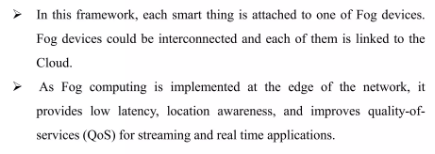 ➢ In this framework, each smart thing is attached to one of Fog devices.
Fog devices could be interconnected and each of them is linked to the
Cloud.
➢ As Fog computing is implemented at the edge of the network, it
provides low latency, location awareness, and improves quality-of-
services (QoS) for streaming and real time applications.